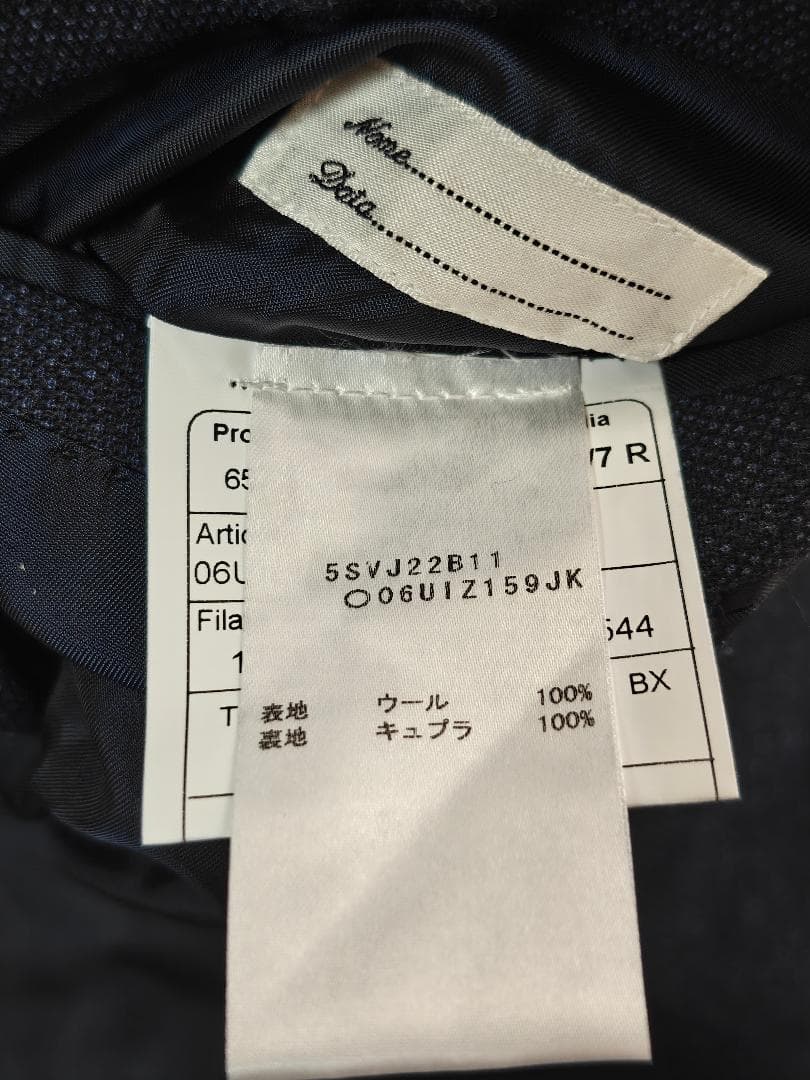 Nome
Data
Pro
ia
65
/7 R
Artic
06U
Fila
544
1
T
BX
5SVJ22B11
○06UIZ159JK
表地 ウール 100%
裏地 キュプラ 100%